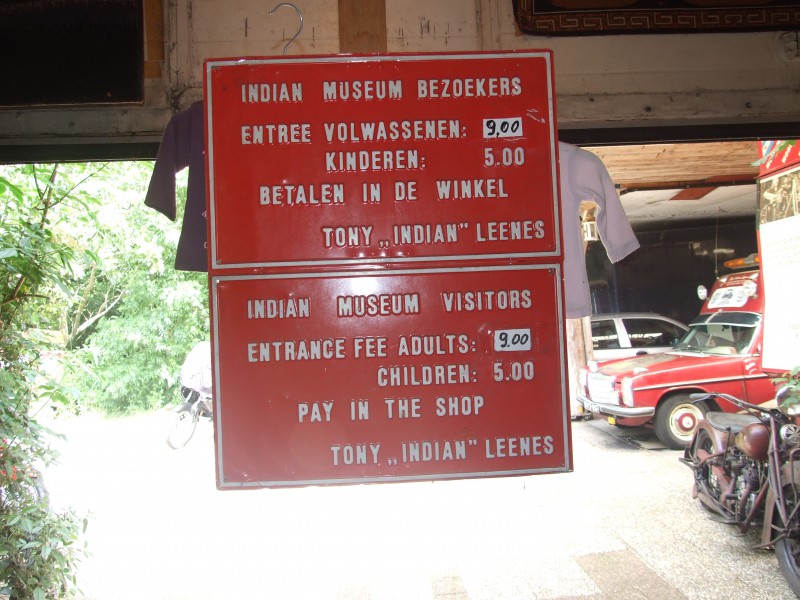 INDIAN MUSEUM BEZOEKERS
ENTREE VOLWASSENEN: 9,00
KINDEREN: 5.00
BETALEN IN DE WINKEL
TONY „INDIAN" LEENES
INDIAN MUSEUM VISITORS
ENTRANCE FEE ADULTS: 9.00
CHILDREN: 5.00
PAY IN THE SHOP
TONY „INDIAN" LEENES